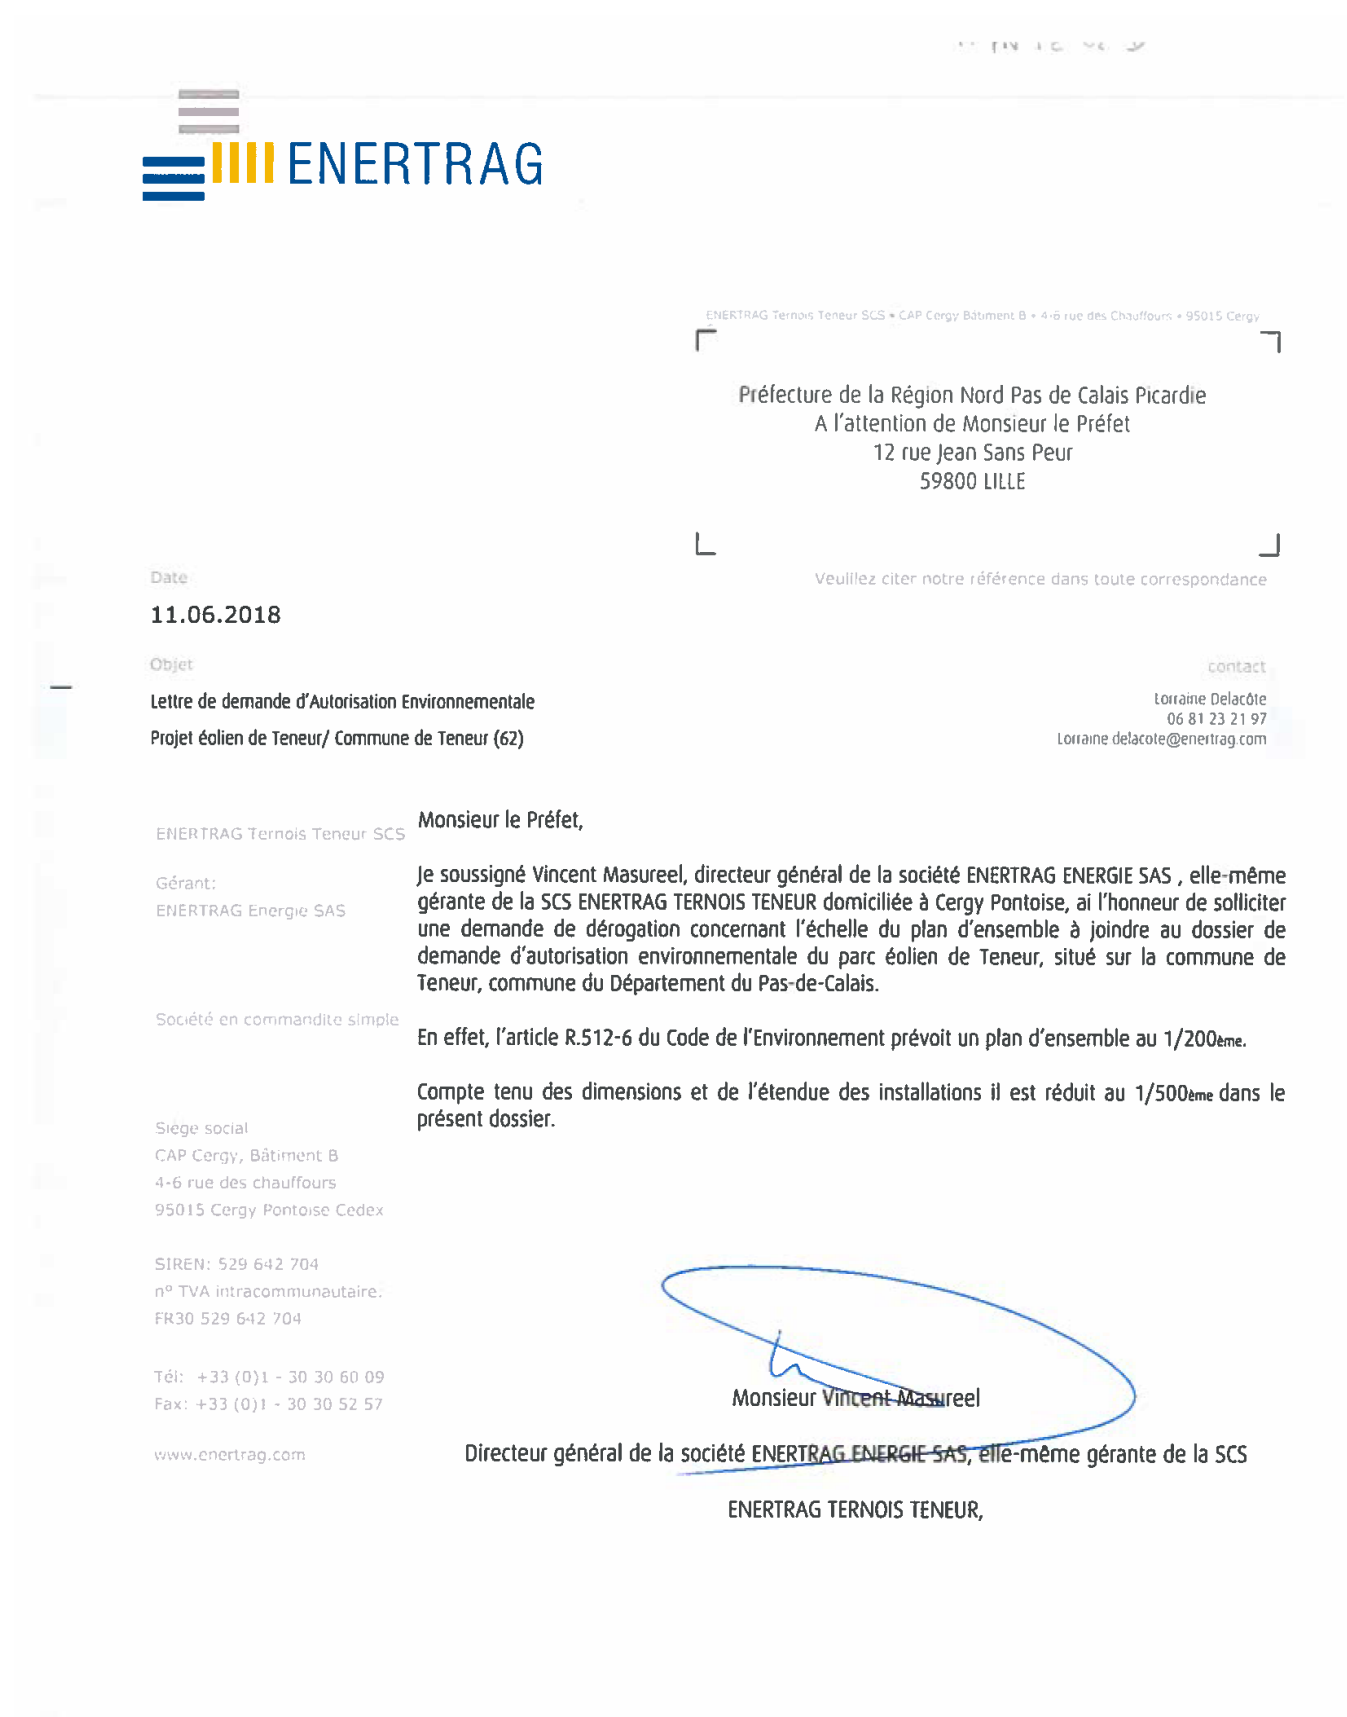 ENERTRAG
ENERTRAG Ternois Teneur SCS • CAP Cergy Bâtiment B • 4-6 rue des Chauffours • 95015 Cergy
Préfecture de la Région Nord Pas de Calais Picardie
A l'attention de Monsieur le Préfet
12 rue Jean Sans Peur
59800 LILLE
Date
Veuillez citer notre référence dans toute correspondance
11.06.2018
Objet
contact
Lettre de demande d'Autorisation Environnementale
Projet éolien de Teneur/ Commune de Teneur (62)
Lorraine Delacôte
06 81 23 21 97
Lorraine delacote@enertrag.com
Monsieur le Préfet,
Je soussigné Vincent Masureel, directeur général de la société ENERTRAG ENERGIE SAS , elle-même
gérante de la SCS ENERTRAG TERNOIS TENEUR domiciliée à Cergy Pontoise, ai l'honneur de solliciter
une demande de dérogation concernant l'échelle du plan d'ensemble à joindre au dossier de
demande d'autorisation environnementale du parc éolien de Teneur, situé sur la commune de
Teneur, commune du Département du Pas-de-Calais.
En effet, l'article R.512-6 du Code de l'Environnement prévoit un plan d'ensemble au 1/200ème.
Compte tenu des dimensions et de l'étendue des installations il est réduit au 1/500ème dans le
présent dossier.
ENERTRAG Ternois Teneur SCS
Gérant:
ENERTRAG Energie SAS
Société en commandite simple
Siège social
CAP Cergy, Bâtiment B
4-6 rue des chauffours
95015 Cergy Pontoise Cedex
SIREN: 529 642 704
n° TVA intracommunautaire:
FR30 529 642 704
Tél: +33 (0)1 - 30 30 60 09
Fax: +33 (0)1 - 30 30 52 57
www.enertrag.com
Monsieur Vincent Masureel
Directeur général de la société ENERTRAG ENERGIE SAS, elle-même gérante de la SCS
ENERTRAG TERNOIS TENEUR,